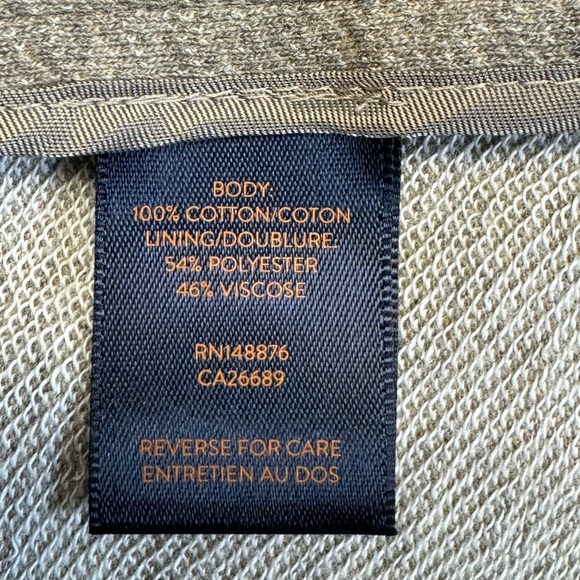 BODY:
100% COTTON/COTON
LINING/DOUBLURE:
54% POLYESTER
46% VISCOSE
RN148876
CA26689
REVERSE FOR CARE
ENTRETIEN AU DOS